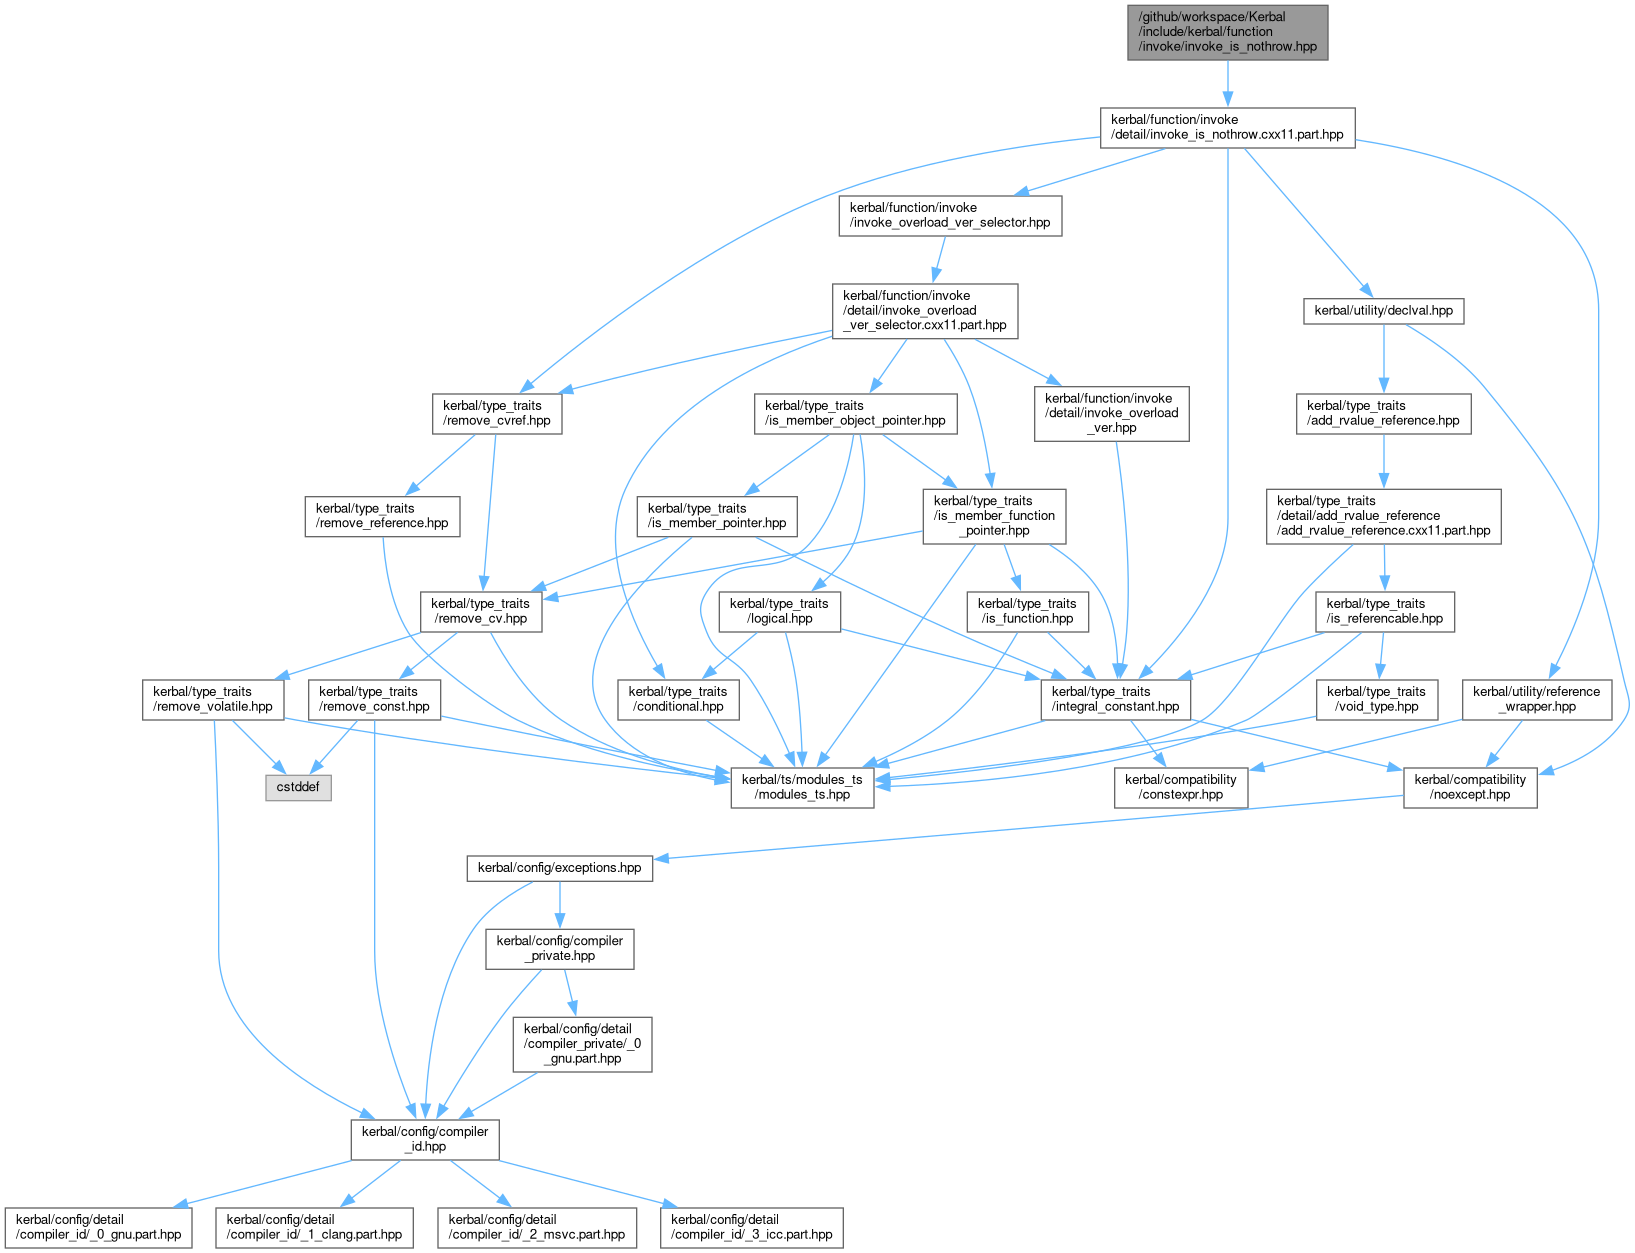 /github/workspace/Kerbal
/include/kerbal/function
/invoke/invoke_is_nothrow.hpp
kerbal/function/invoke
/detail/invoke_is_nothrow.cxx11.part.hpp
kerbal/function/invoke
/invoke_overload_ver_selector.hpp
kerbal/function/invoke
/detail/invoke_overload
_ver_selector.cxx11.part.hpp
kerbal/utility/declval.hpp
kerbal/type_traits
/remove_cvref.hpp
kerbal/type_traits
/is_member_object_pointer.hpp
kerbal/function/invoke
/detail/invoke_overload
_ver.hpp
kerbal/type_traits
/add_rvalue_reference.hpp
kerbal/type_traits
/remove_reference.hpp
kerbal/type_traits
/is_member_pointer.hpp
kerbal/type_traits
/is_member_function
_pointer.hpp
kerbal/type_traits
/detail/add_rvalue_reference
/add_rvalue_reference.cxx11.part.hpp
kerbal/type_traits
/remove_cv.hpp
kerbal/type_traits
/logical.hpp
kerbal/type_traits
/is_function.hpp
kerbal/type_traits
/is_referencable.hpp
kerbal/type_traits
/remove_volatile.hpp
kerbal/type_traits
/remove_const.hpp
kerbal/type_traits
/conditional.hpp
kerbal/type_traits
/integral_constant.hpp
kerbal/type_traits
/void_type.hpp
kerbal/utility/reference
_wrapper.hpp
cstddef
kerbal/ts/modules_ts
/modules_ts.hpp
kerbal/compatibility
/constexpr.hpp
kerbal/compatibility
/noexcept.hpp
kerbal/config/exceptions.hpp
kerbal/config/compiler
_private.hpp
kerbal/config/detail
/compiler_private/_0
_gnu.part.hpp
kerbal/config/compiler
_id.hpp
kerbal/config/detail
/compiler_id/_0_gnu.part.hpp
kerbal/config/detail
/compiler_id/_1_clang.part.hpp
kerbal/config/detail
/compiler_id/_2_msvc.part.hpp
kerbal/config/detail
/compiler_id/_3_icc.part.hpp